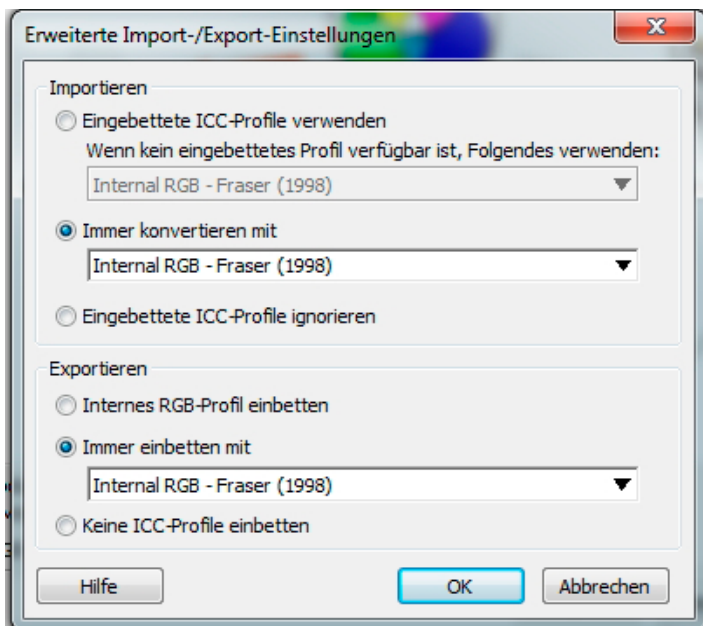 Erweiterte Import-/Export-Einstellungen
Importieren
Eingebettete ICC-Profile verwenden
Wenn kein eingebettetes Profil verfügbar ist, Folgendes verwenden:
Internal RGB - Fraser (1998)
Immer konvertieren mit
Internal RGB - Fraser (1998)
Eingebettete ICC-Profile ignorieren
Exportieren
Internes RGB-Profil einbetten
Immer einbetten mit
Internal RGB - Fraser (1998)
Keine ICC-Profile einbetten
Hilfe
OK
Abbrechen